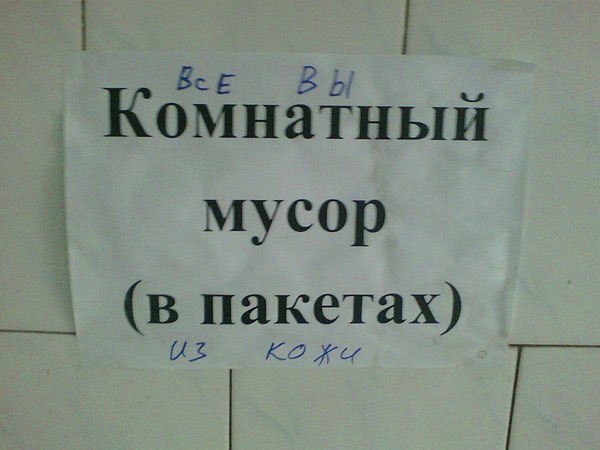 ВсЕ ВЫ
Комнатный
мусор
(в пакетах)
из кожи